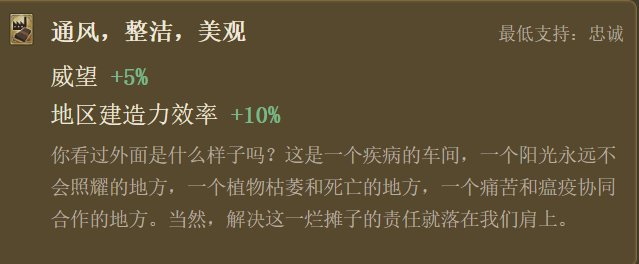 通风，整洁，美观
最低支持：忠诚
威望 +5%
地区建造力效率 +10%
你看过外面是什么样子吗？这是一个疾病的车间，一个阳光永远不
会照耀的地方，一个植物枯萎和死亡的地方，一个痛苦和瘟疫协同
合作的地方。当然，解决这一烂摊子的责任就落在我们肩上。